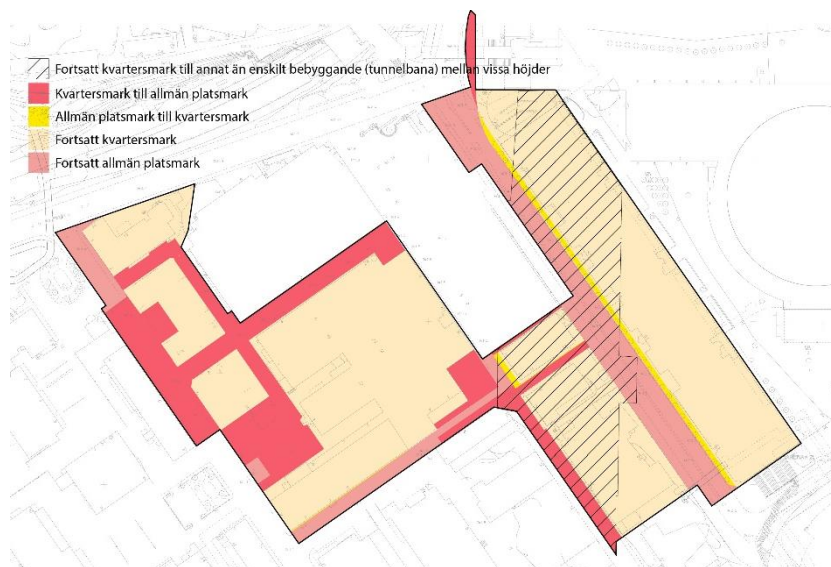 Fortsatt kvartersmark till annat än enskilt bebyggande (tunnelbana) mellan vissa höjder
Kvartersmark till allmän platsmark
Allmän platsmark till kvartersmark
Fortsatt kvartersmark
Fortsatt allmän platsmark